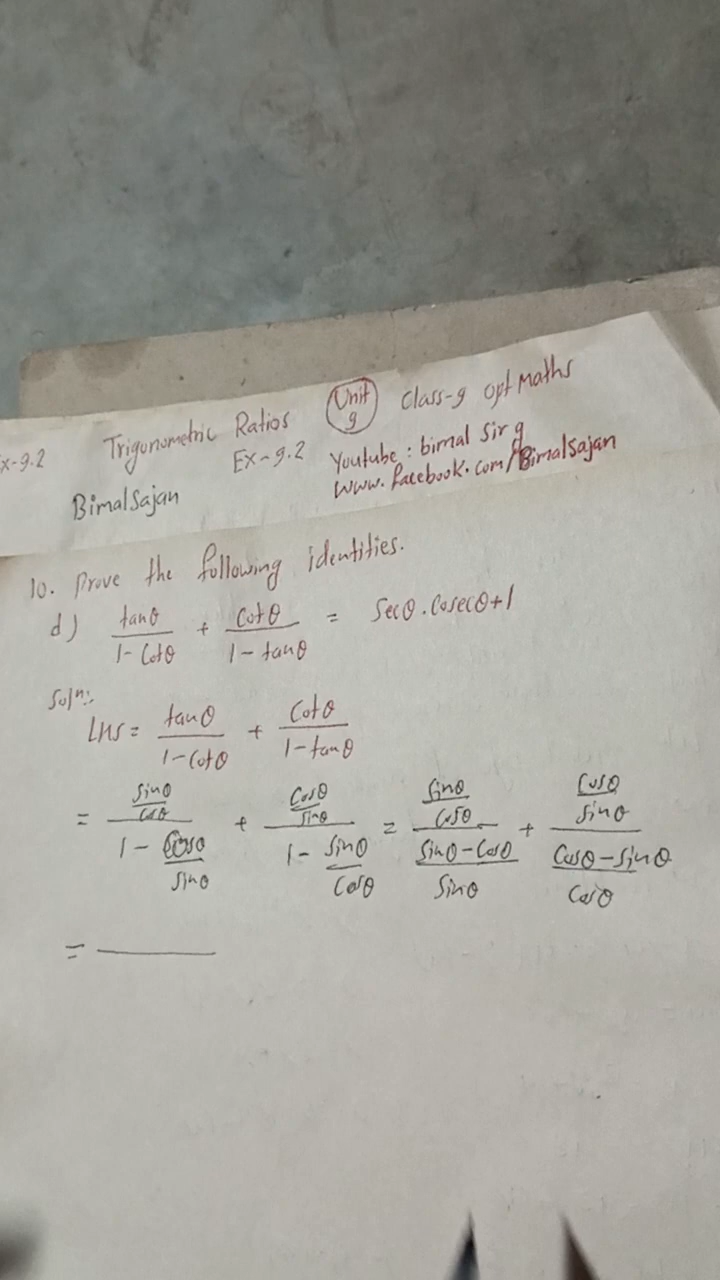 Ex-9.2 Trigonometric Ratios Unit 9 Class-9 opt Maths
Ex-9.2 Youtube : bimal Sir g
BimalSajan www.facebook.com/Bimalsajan
10. Prove the following identities.
d) tanθ/1-Cotθ + Cotθ/1-tanθ = Secθ.Cosecθ+1
Solⁿ:
LHS = tanθ/1-Cotθ + Cotθ/1-tanθ
= (Sinθ/Cosθ)/(1-Cosθ/Sinθ) + (Cosθ/Sinθ)/(1-Sinθ/Cosθ) = (Sinθ/Cosθ)/(Sinθ-Cosθ/Sinθ) + (Cosθ/Sinθ)/(Cosθ-Sinθ/Cosθ)
=